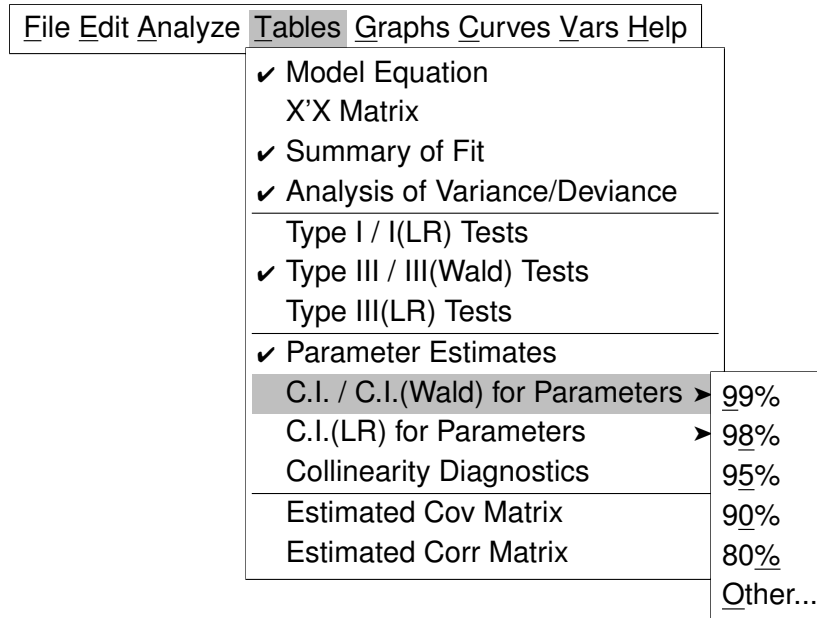 File Edit Analyze Tables Graphs Curves Vars Help
✔ Model Equation
X'X Matrix
✔ Summary of Fit
✔ Analysis of Variance/Deviance
Type I / I(LR) Tests
✔ Type III / III(Wald) Tests
Type III(LR) Tests
✔ Parameter Estimates
C.I. / C.I.(Wald) for Parameters ➤
C.I.(LR) for Parameters ➤
Collinearity Diagnostics
Estimated Cov Matrix
Estimated Corr Matrix
99%
98%
95%
90%
80%
Other...